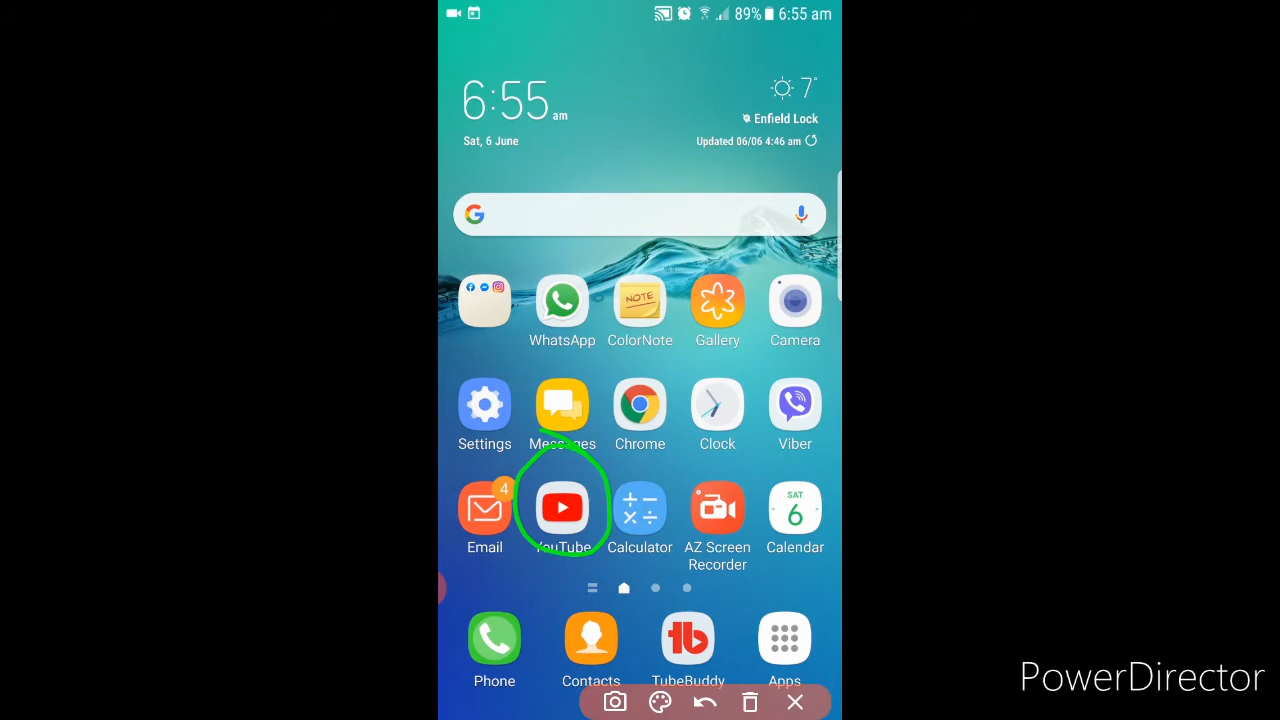 89% 6:55 am
6:55 am
7°
Enfield Lock
Sat, 6 June
Updated 06/06 4:46 am
NOTE
WhatsApp
ColorNote
Gallery
Camera
Settings
Messages
Chrome
Clock
Viber
4
SAT
6
Email
YouTube
Calculator
AZ Screen
Recorder
Calendar
Phone
Contacts
TubeBuddy
Apps
PowerDirector